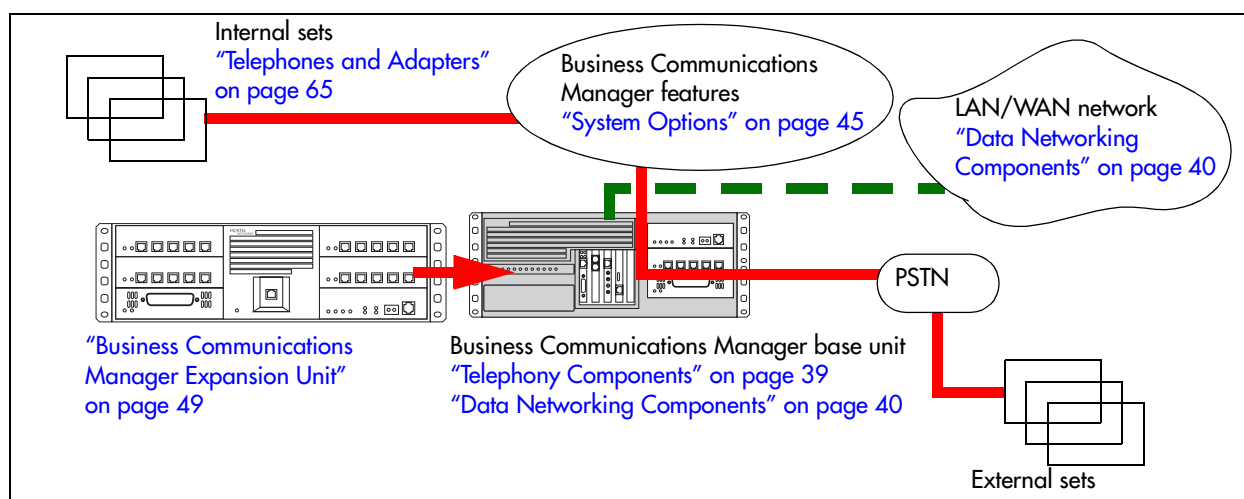 Internal sets
“Telephones and Adapters”
on page 65
Business Communications
Manager features
“System Options” on page 45
LAN/WAN network
“Data Networking
Components” on page 40
“Business Communications
Manager Expansion Unit”
on page 49
Business Communications Manager base unit
“Telephony Components” on page 39
“Data Networking Components” on page 40
PSTN
External sets